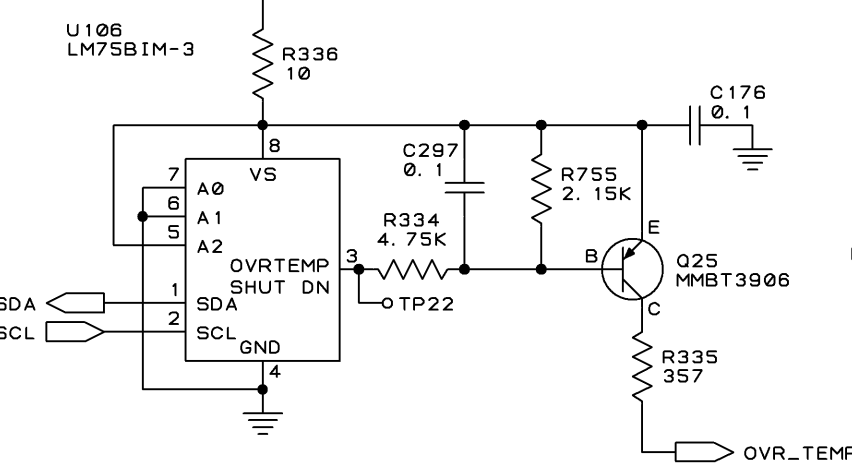 U106
LM75BIM-3
R336
10
C176
0.1
8
VS
C297
0.1
R755
2.15K
7
A0
6
A1
5
A2
R334
4.75K
3
OVRTEMP
SHUT DN
B
E
C
Q25
MMBT3906
SDA
1
SDA
TP22
SCL
2
SCL
GND
4
R335
357
OVR_TEMP